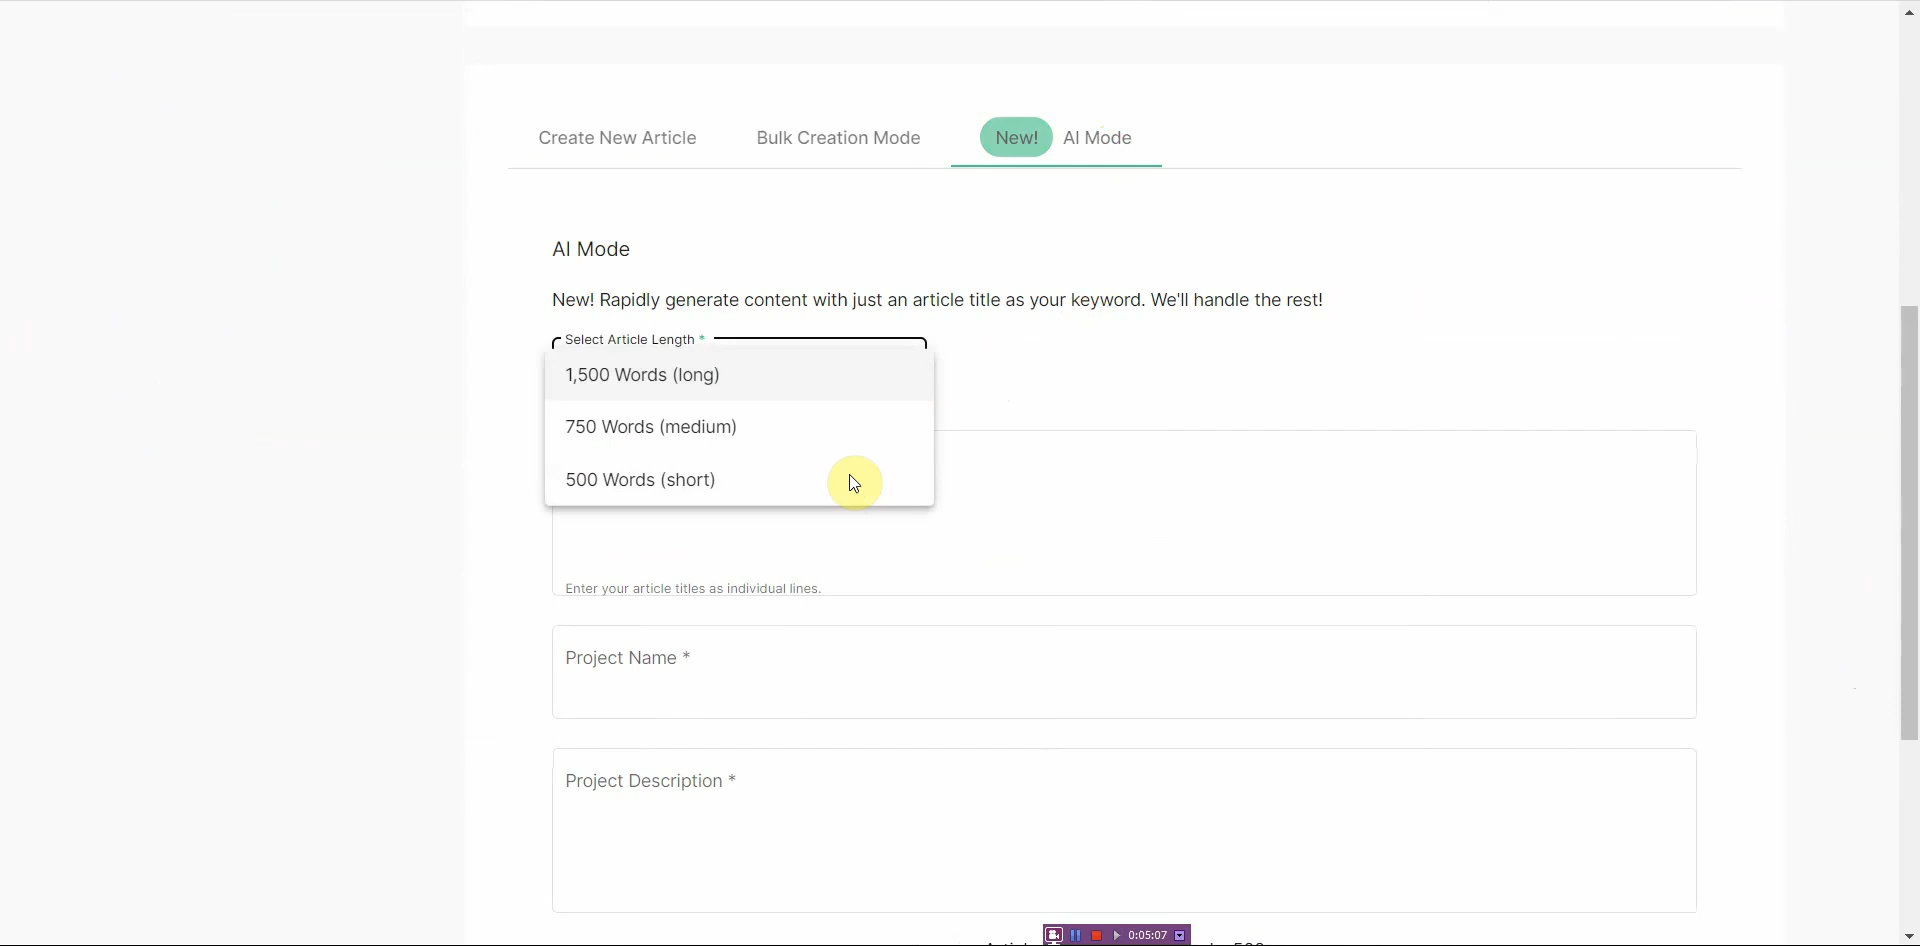 Create New Article
Bulk Creation Mode
New! AI Mode
AI Mode
New! Rapidly generate content with just an article title as your keyword. We'll handle the rest!
Select Article Length *
1,500 Words (long)
750 Words (medium)
500 Words (short)
Enter your article titles as individual lines.
Project Name *
Project Description *
0:05:07